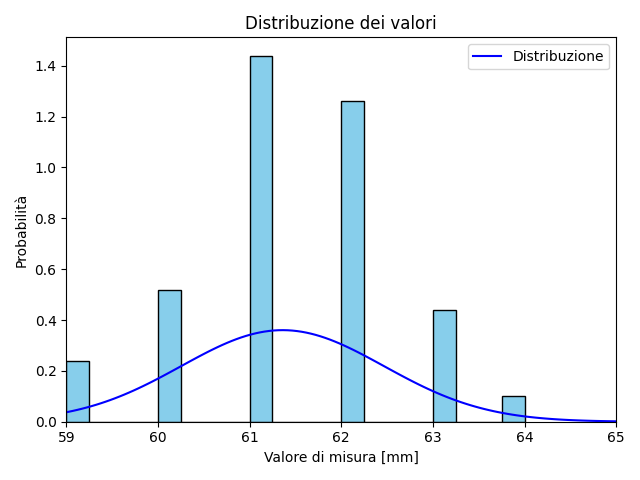 Distribuzione dei valori
Distribuzione
Probabilità
1.4
1.2
1.0
0.8
0.6
0.4
0.2
0.0
59 60 61 62 63 64 65
Valore di misura [mm]